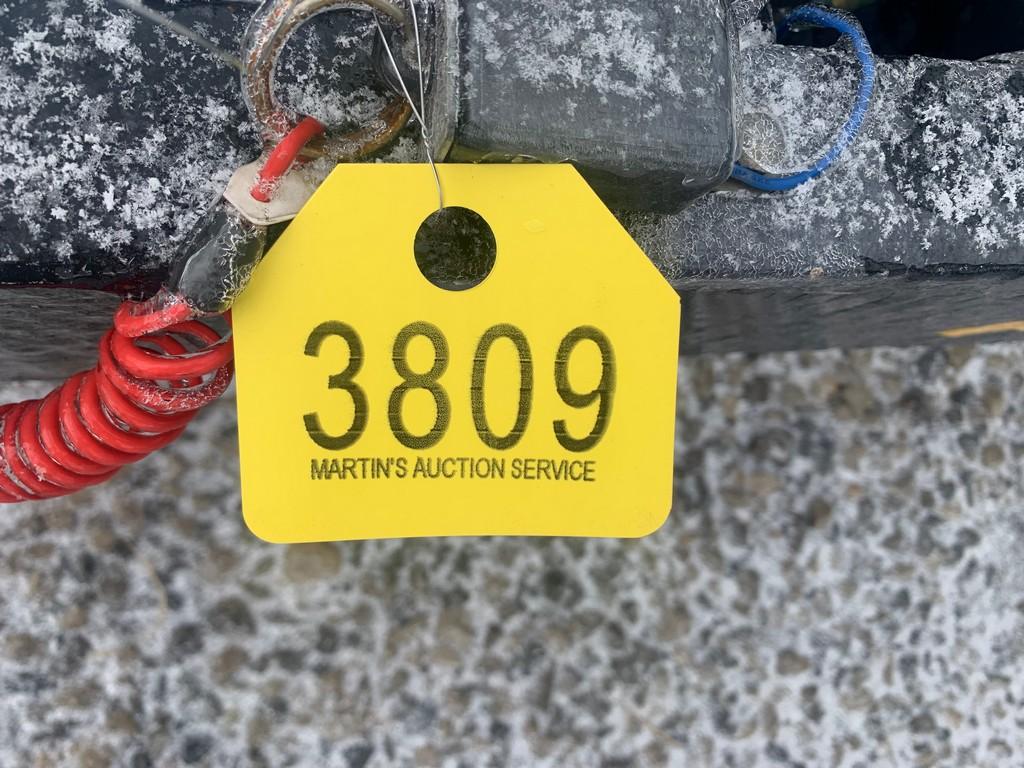 3809
MARTIN'S AUCTION SERVICE